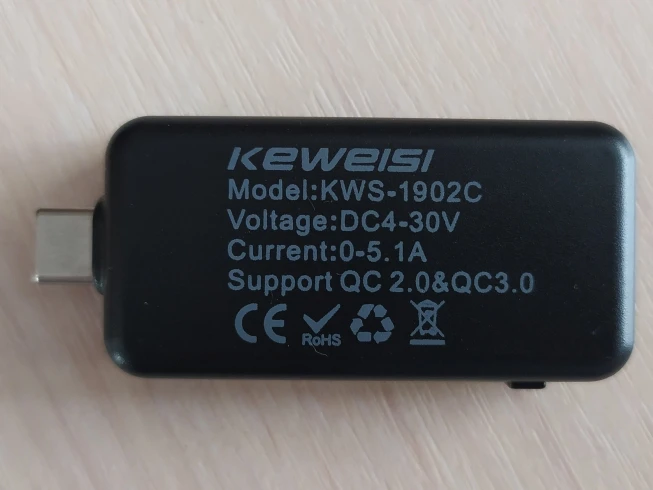 KEWEISI
Model:KWS-1902C
Voltage:DC4-30V
Current:0-5.1A
Support QC 2.0&QC3.0
CE RoHS